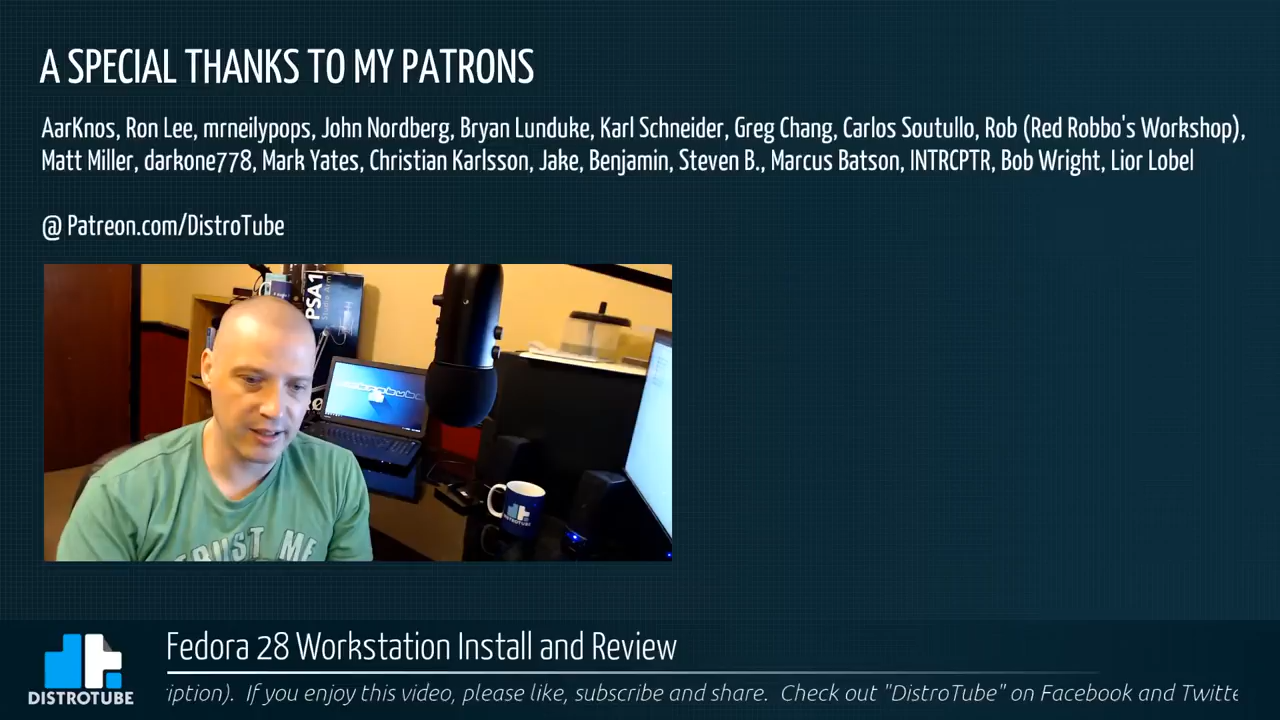 A SPECIAL THANKS TO MY PATRONS
AarKnos, Ron Lee, mrneilypops, John Nordberg, Bryan Lunduke, Karl Schneider, Greg Chang, Carlos Soutullo, Rob (Red Robbo's Workshop),
Matt Miller, darkone778, Mark Yates, Christian Karlsson, Jake, Benjamin, Steven B., Marcus Batson, INTRCPTR, Bob Wright, Lior Lobel
@ Patreon.com/DistroTube
PSA1
Studio Arm
TRUST ME
DISTROTUBE
Fedora 28 Workstation Install and Review
DISTROTUBE
iption). If you enjoy this video, please like, subscribe and share. Check out "DistroTube" on Facebook and Twitte